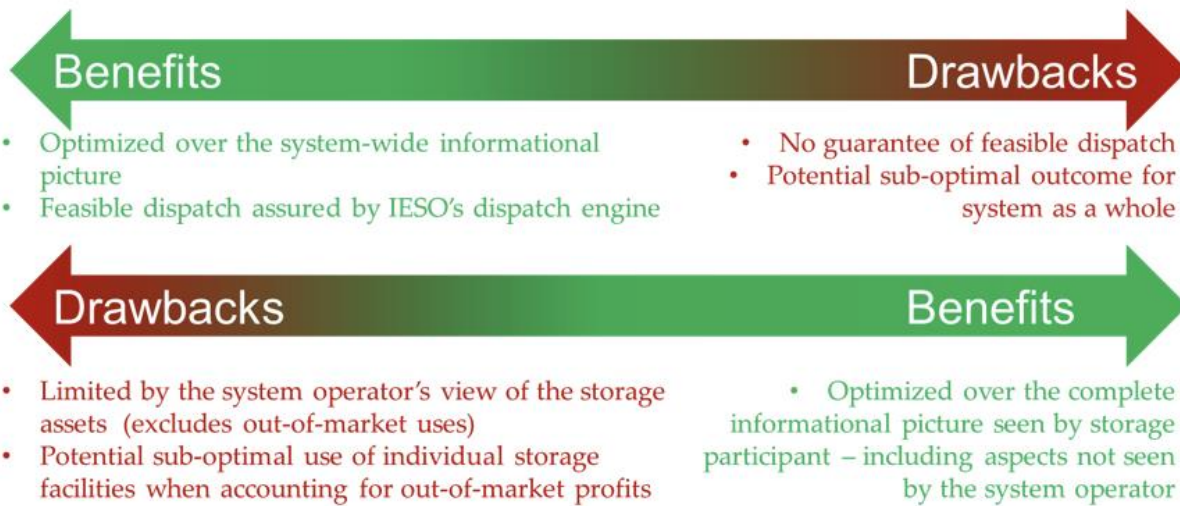 Benefits
Drawbacks
• Optimized over the system-wide informational
picture
• Feasible dispatch assured by IESO's dispatch engine
• No guarantee of feasible dispatch
• Potential sub-optimal outcome for
system as a whole
Drawbacks
Benefits
• Limited by the system operator's view of the storage
assets (excludes out-of-market uses)
• Potential sub-optimal use of individual storage
facilities when accounting for out-of-market profits
• Optimized over the complete
informational picture seen by storage
participant – including aspects not seen
by the system operator